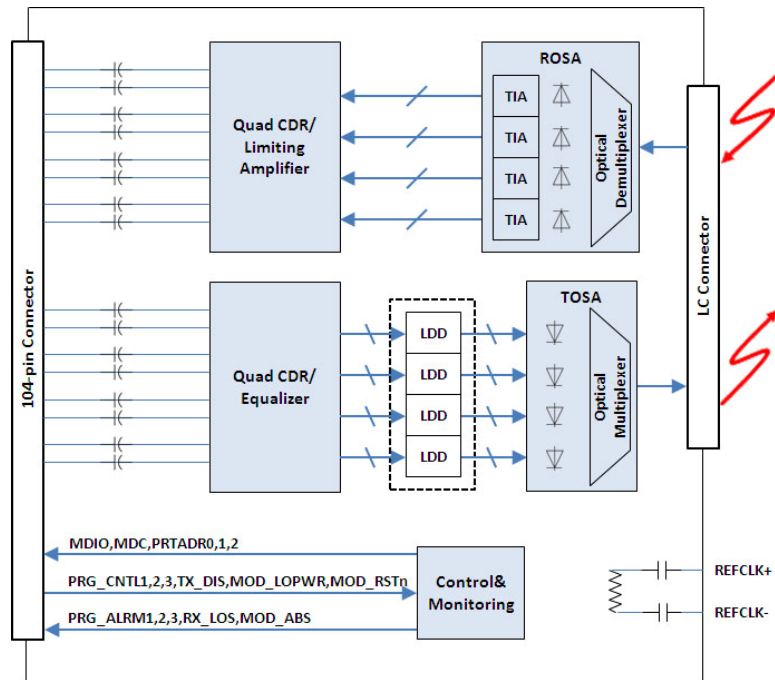 ROSA
TIA
TIA
TIA
TIA
Optical
Demultiplexer
Quad CDR/
Limiting
Amplifier
104-pin Connector
LC Connector
TOSA
LDD
LDD
LDD
LDD
Optical
Multiplexer
Quad CDR/
Equalizer
MDIO,MDC,PRTADR0,1,2
PRG_CNTL1,2,3,TX_DIS,MOD_LOPWR,MOD_RSTn
PRG_ALRM1,2,3,RX_LOS,MOD_ABS
Control&
Monitoring
REFCLK+
REFCLK-